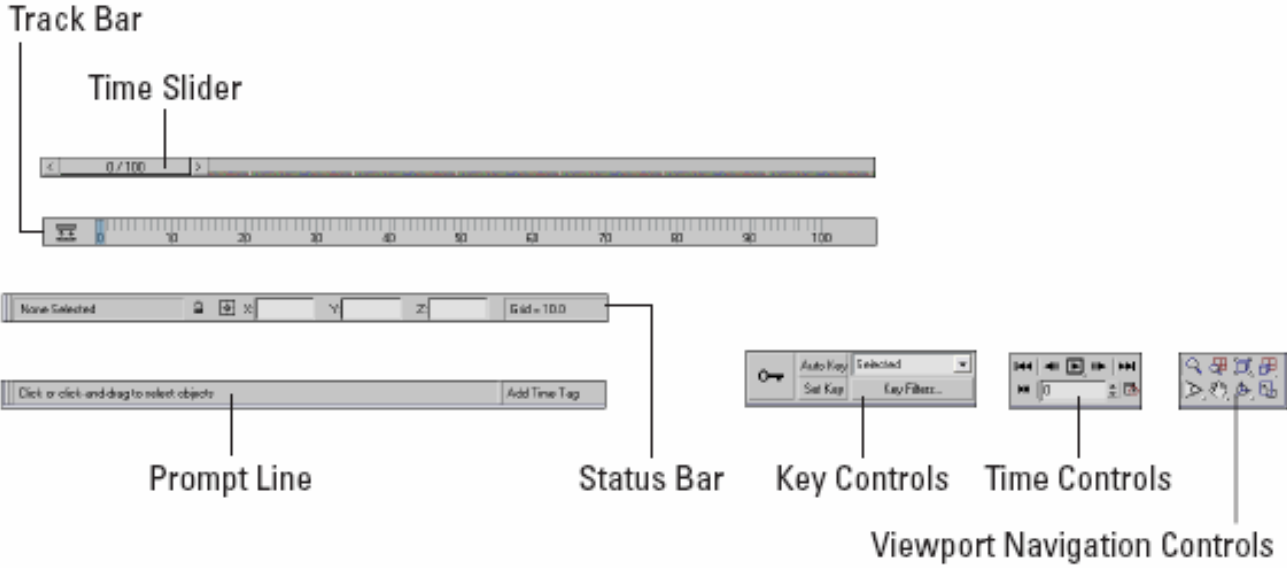 Track Bar
Time Slider
< 0 / 100 >
0 10 20 30 40 50 60 70 80 90 100
None Selected X: Y: Z: Grid = 10.0
Auto Key Selected
Set Key Key Filters...
0
Click or click-and-drag to select objects Add Time Tag
Prompt Line Status Bar Key Controls Time Controls
Viewport Navigation Controls